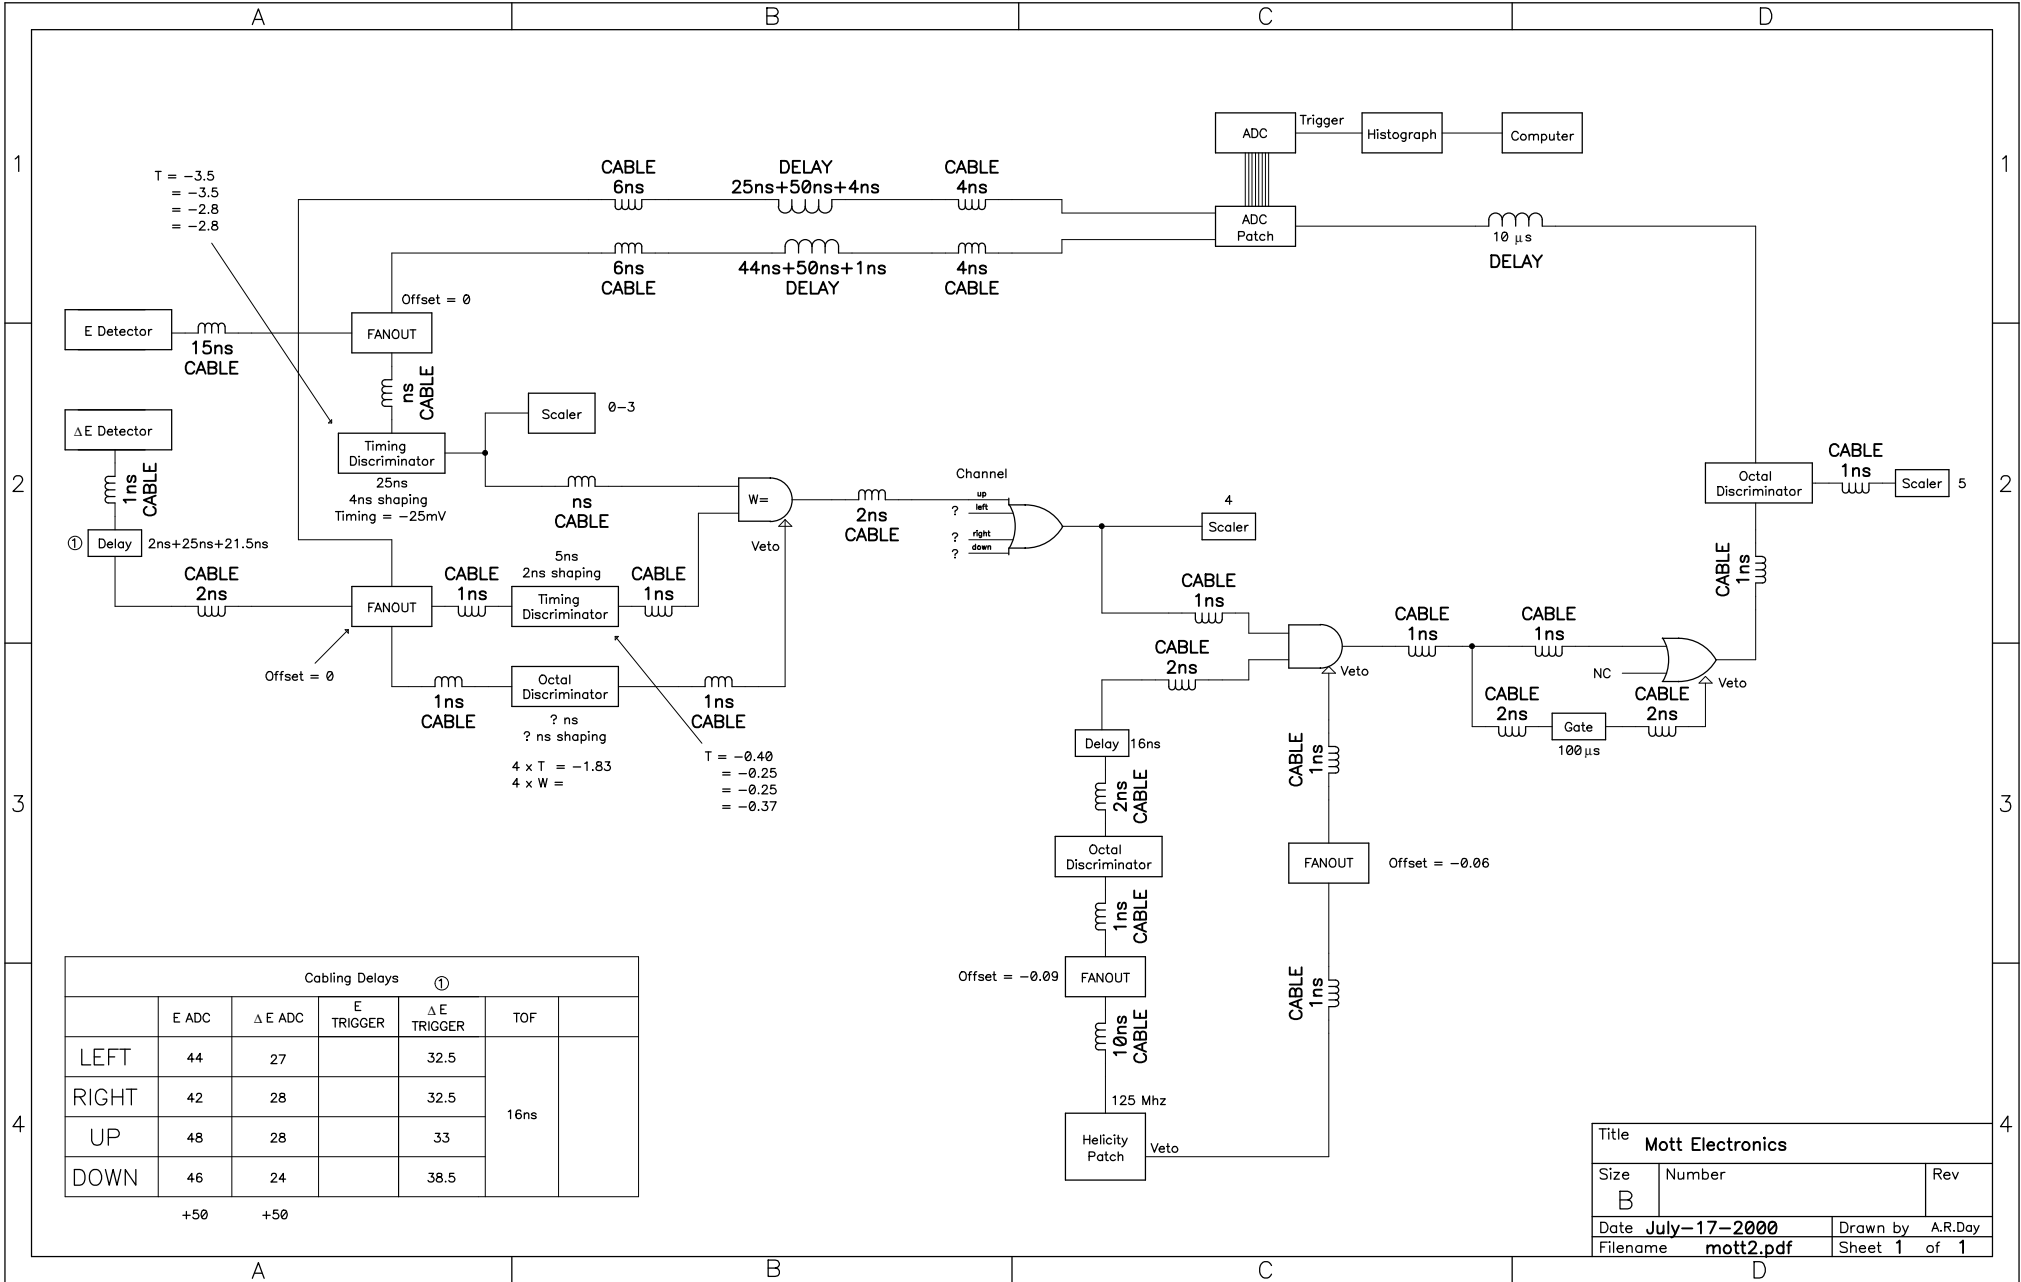 A B C D
1
ADC
Trigger
Histograph
Computer
1
CABLE
6ns
DELAY
25ns+50ns+4ns
CABLE
4ns
T = −3.5
= −3.5
= −2.8
= −2.8
ADC
Patch
10 μs
DELAY
6ns
CABLE
44ns+50ns+1ns
DELAY
4ns
CABLE
Offset = 0
E Detector
15ns
CABLE
FANOUT
ns
CABLE
Scaler
0−3
ΔE Detector
1ns
CABLE
Timing
Discriminator
25ns
4ns shaping
Timing = −25mV
ns
CABLE
W=
Veto
2ns
CABLE
Channel
up
? left
? right
? down
4
Scaler
2
Octal
Discriminator
CABLE
1ns
Scaler
5
2
① Delay 2ns+25ns+21.5ns
CABLE
2ns
FANOUT
Offset = 0
CABLE
1ns
5ns
2ns shaping
Timing
Discriminator
CABLE
1ns
CABLE
1ns
CABLE
2ns
Veto
CABLE
1ns
CABLE
1ns
CABLE
1ns
NC
Veto
CABLE
2ns
Gate
100μs
CABLE
2ns
1ns
CABLE
Octal
Discriminator
? ns
? ns shaping
4 x T = −1.83
4 x W =
1ns
CABLE
T = −0.40
= −0.25
= −0.25
= −0.37
3
Delay 16ns
2ns
CABLE
CABLE
1ns
3
Octal
Discriminator
FANOUT
Offset = −0.06
1ns
CABLE
Offset = −0.09
FANOUT
CABLE
1ns
10ns
CABLE
125 Mhz
Helicity
Patch
Veto
Cabling Delays ①
E ADC
Δ E ADC
E
TRIGGER
Δ E
TRIGGER
TOF
LEFT 44 27 32.5
RIGHT 42 28 32.5
16ns
UP 48 28 33
DOWN 46 24 38.5
+50 +50
4
4
Title Mott Electronics
Size
B
Number
Rev
Date July−17−2000
Drawn by A.R.Day
Filename mott2.pdf
Sheet 1 of 1
A B C D